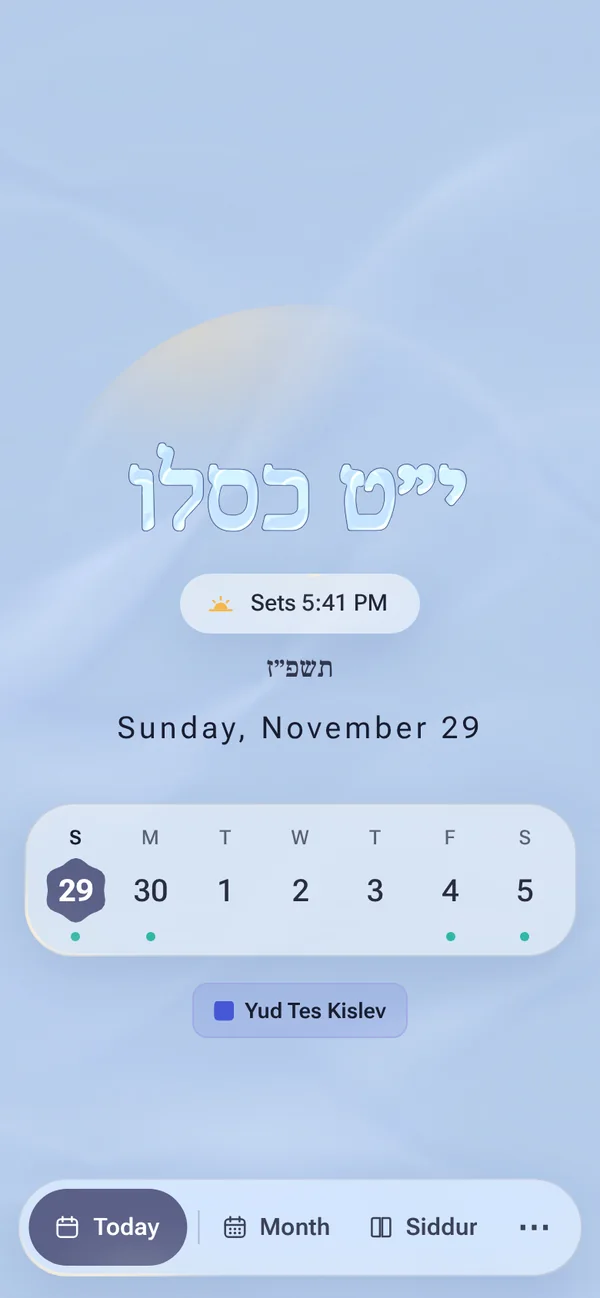 י״ט כסלו
Sets 5:41 PM
תשפ״ז
Sunday, November 29
S M T W T F S
29 30 1 2 3 4 5
Yud Tes Kislev
Today Month Siddur ...